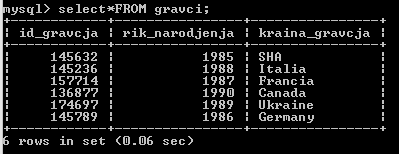 mysql> select*FROM gravci;
+-------------+----------------+----------------+
| id_gravcja | rik_narodjenja | kraina_gravcja |
+-------------+----------------+----------------+
| 145632 | 1985 | SHA |
| 145236 | 1988 | Italia |
| 157714 | 1987 | Francia |
| 136877 | 1990 | Canada |
| 174697 | 1989 | Ukraine |
| 145789 | 1986 | Germany |
+-------------+----------------+----------------+
6 rows in set (0.06 sec)